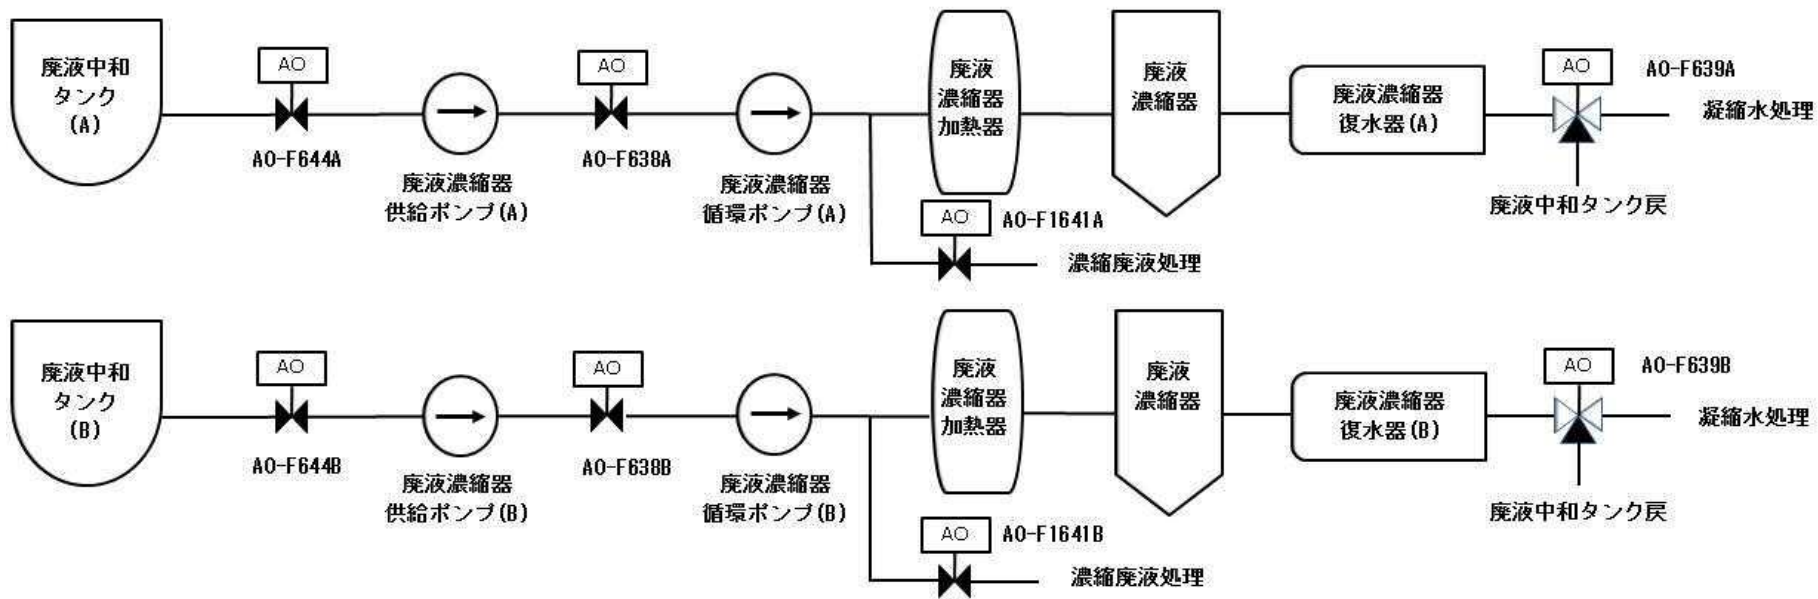 廃液中和
タンク
(A)
AO
AO-F644A
廃液濃縮器
供給ポンプ(A)
AO
AO-F638A
廃液濃縮器
循環ポンプ(A)
廃液
濃縮器
加熱器
AO
AO-F1641A
濃縮廃液処理
廃液
濃縮器
廃液濃縮器
復水器(A)
AO
AO-F639A
凝縮水処理
廃液中和タンク戻
廃液中和
タンク
(B)
AO
AO-F644B
廃液濃縮器
供給ポンプ(B)
AO
AO-F638B
廃液濃縮器
循環ポンプ(B)
廃液
濃縮器
加熱器
AO
AO-F1641B
濃縮廃液処理
廃液
濃縮器
廃液濃縮器
復水器(B)
AO
AO-F639B
凝縮水処理
廃液中和タンク戻